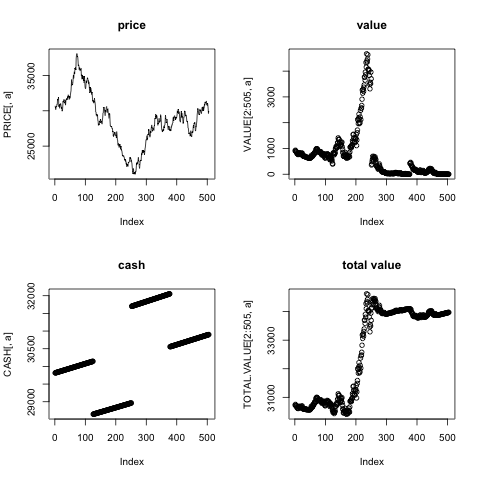 price
PRICE[, a]
25000
35000
0 100 200 300 400 500
Index
value
VALUE[2:505, a]
0 1000 3000
0 100 200 300 400 500
Index
cash
CASH[, a]
29000 30500 32000
0 100 200 300 400 500
Index
total value
TOTAL.VALUE[2:505, a]
31000 33000
0 100 200 300 400 500
Index